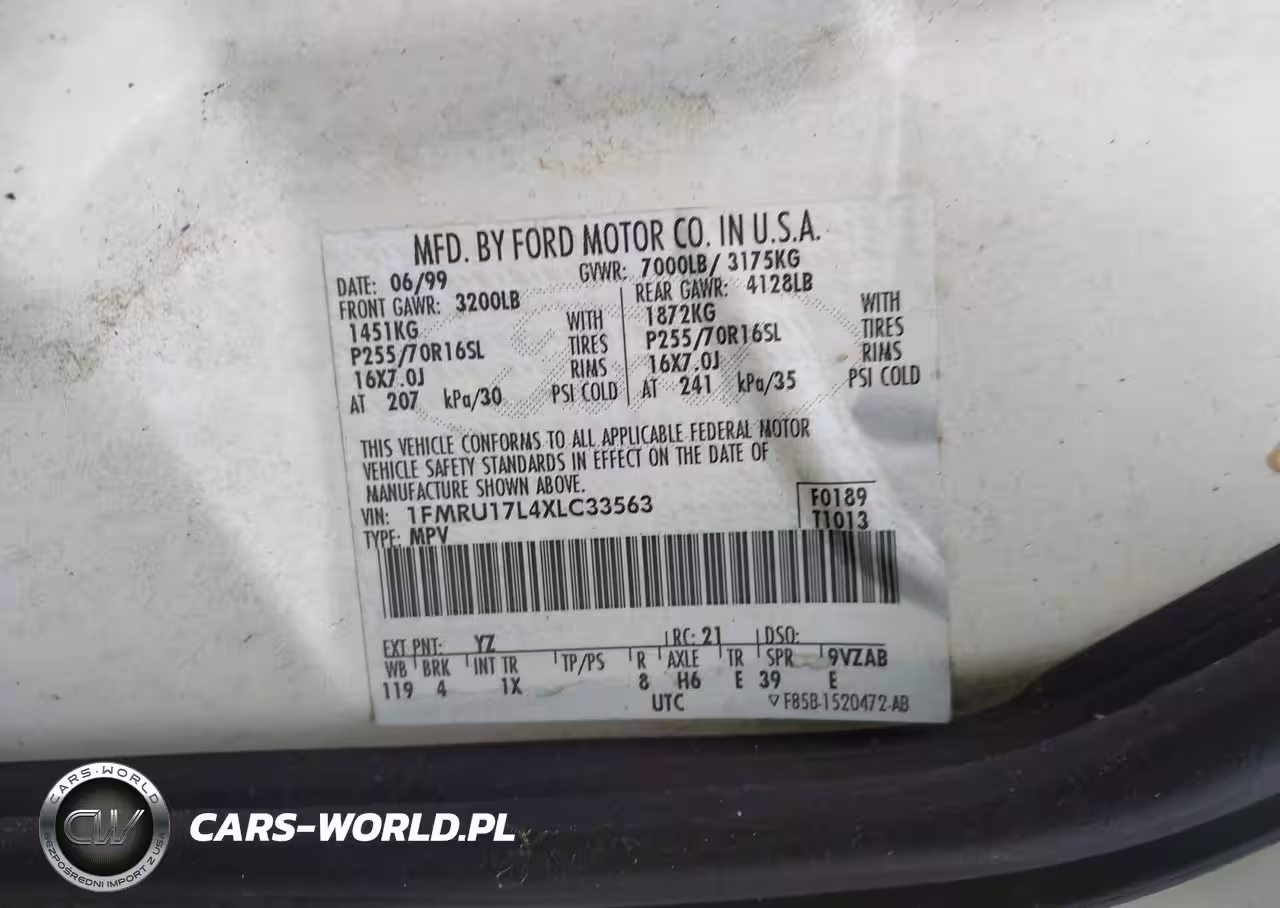 MFD. BY FORD MOTOR CO. IN U.S.A.
DATE: 06/99 GVWR: 7000LB/ 3175KG
FRONT GAWR: 3200LB REAR GAWR: 4128LB
1451KG WITH 1872KG WITH
P255/70R16SL TIRES P255/70R16SL TIRES
16X7.0J RIMS 16X7.0J RIMS
AT 207 kPa/30 PSI COLD AT 241 kPa/35 PSI COLD
THIS VEHICLE CONFORMS TO ALL APPLICABLE FEDERAL MOTOR
VEHICLE SAFETY STANDARDS IN EFFECT ON THE DATE OF
MANUFACTURE SHOWN ABOVE.
VIN: 1FMRU17L4XLC33563 F0189
TYPE: MPV T1013
EXT PNT: YZ RC: 21 DSO:
WB BRK INT TR TP/PS R AXLE TR SPR 9VZAB
119 4 1X 8 H6 E 39 E
UTC F85B-1520472-AB
CARS-WORLD
CW
BEZPOŚREDNI IMPORT Z USA
CARS-WORLD.PL